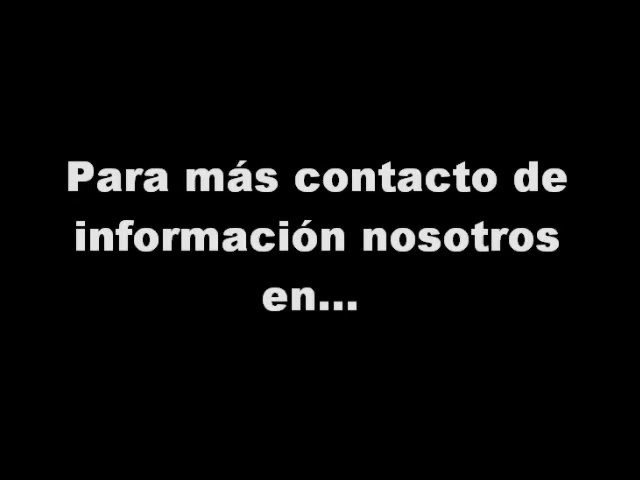 Para más contacto de
información nosotros
en...